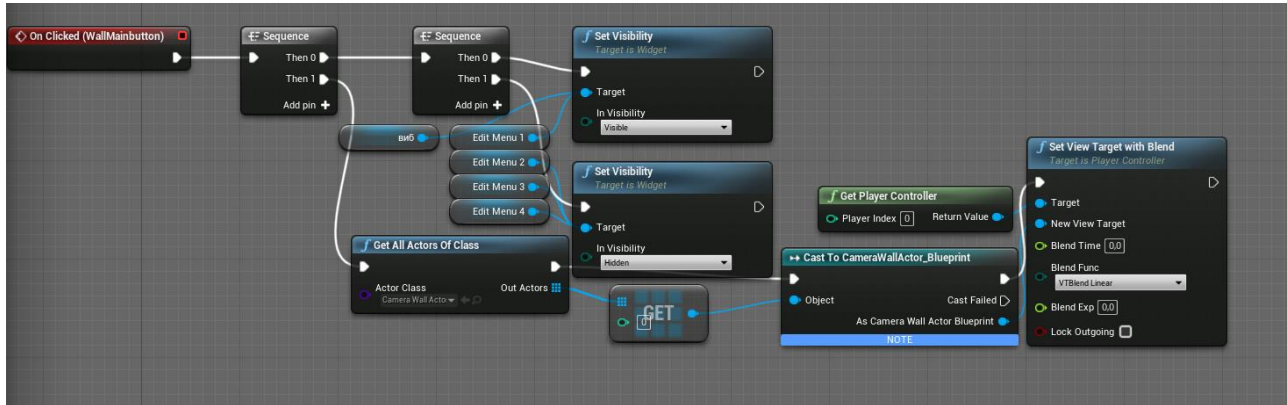 On Clicked (WallMainbutton)
Sequence
Then 0
Then 1
Add pin +
Sequence
Then 0
Then 1
Add pin +
Set Visibility
Target is Widget
Target
In Visibility
Visible
виб
Edit Menu 1
Edit Menu 2
Edit Menu 3
Edit Menu 4
Set Visibility
Target is Widget
Target
In Visibility
Hidden
Get All Actors Of Class
Actor Class
Camera Wall Acto
Out Actors
GET
0
Get Player Controller
Player Index 0
Return Value
Cast To CameraWallActor_Blueprint
Object
Cast Failed
As Camera Wall Actor Blueprint
NOTE
Set View Target with Blend
Target is Player Controller
Target
New View Target
Blend Time 0,0
Blend Func
VTBlend Linear
Blend Exp 0,0
Lock Outgoing